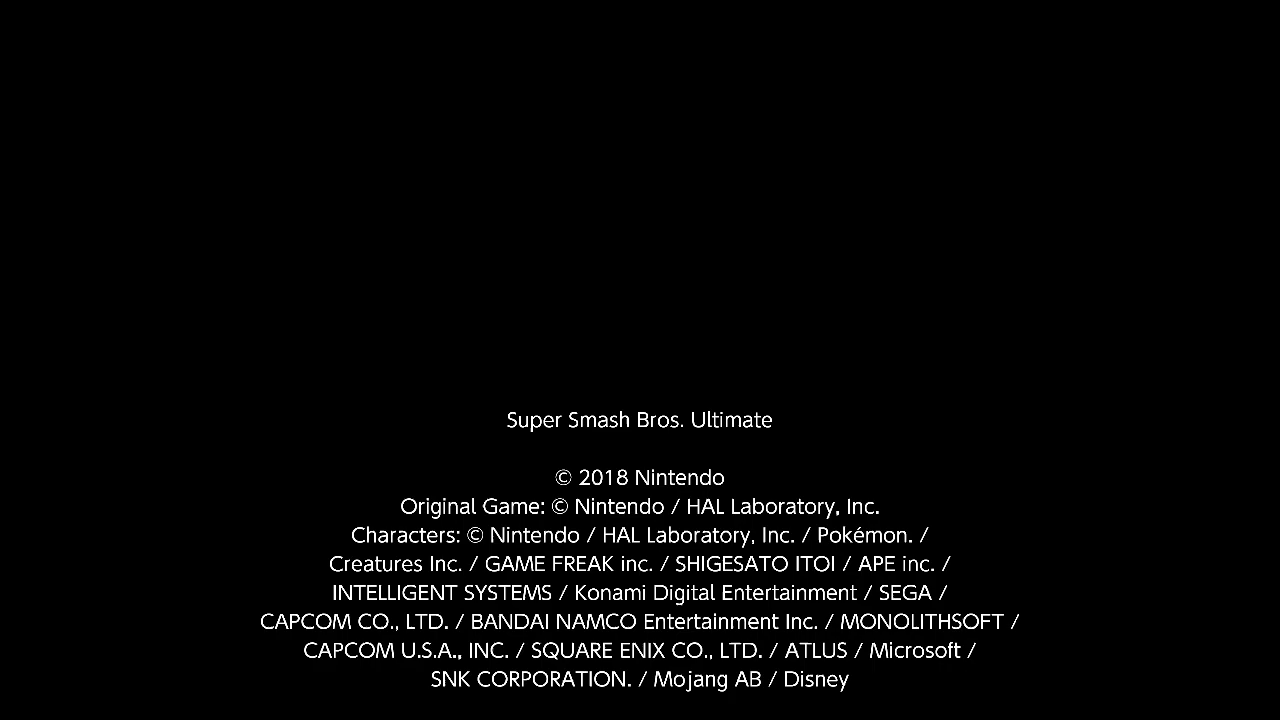 Super Smash Bros. Ultimate
© 2018 Nintendo
Original Game: © Nintendo / HAL Laboratory, Inc.
Characters: © Nintendo / HAL Laboratory, Inc. / Pokémon. /
Creatures Inc. / GAME FREAK inc. / SHIGESATO ITOI / APE inc. /
INTELLIGENT SYSTEMS / Konami Digital Entertainment / SEGA /
CAPCOM CO., LTD. / BANDAI NAMCO Entertainment Inc. / MONOLITHSOFT /
CAPCOM U.S.A., INC. / SQUARE ENIX CO., LTD. / ATLUS / Microsoft /
SNK CORPORATION. / Mojang AB / Disney